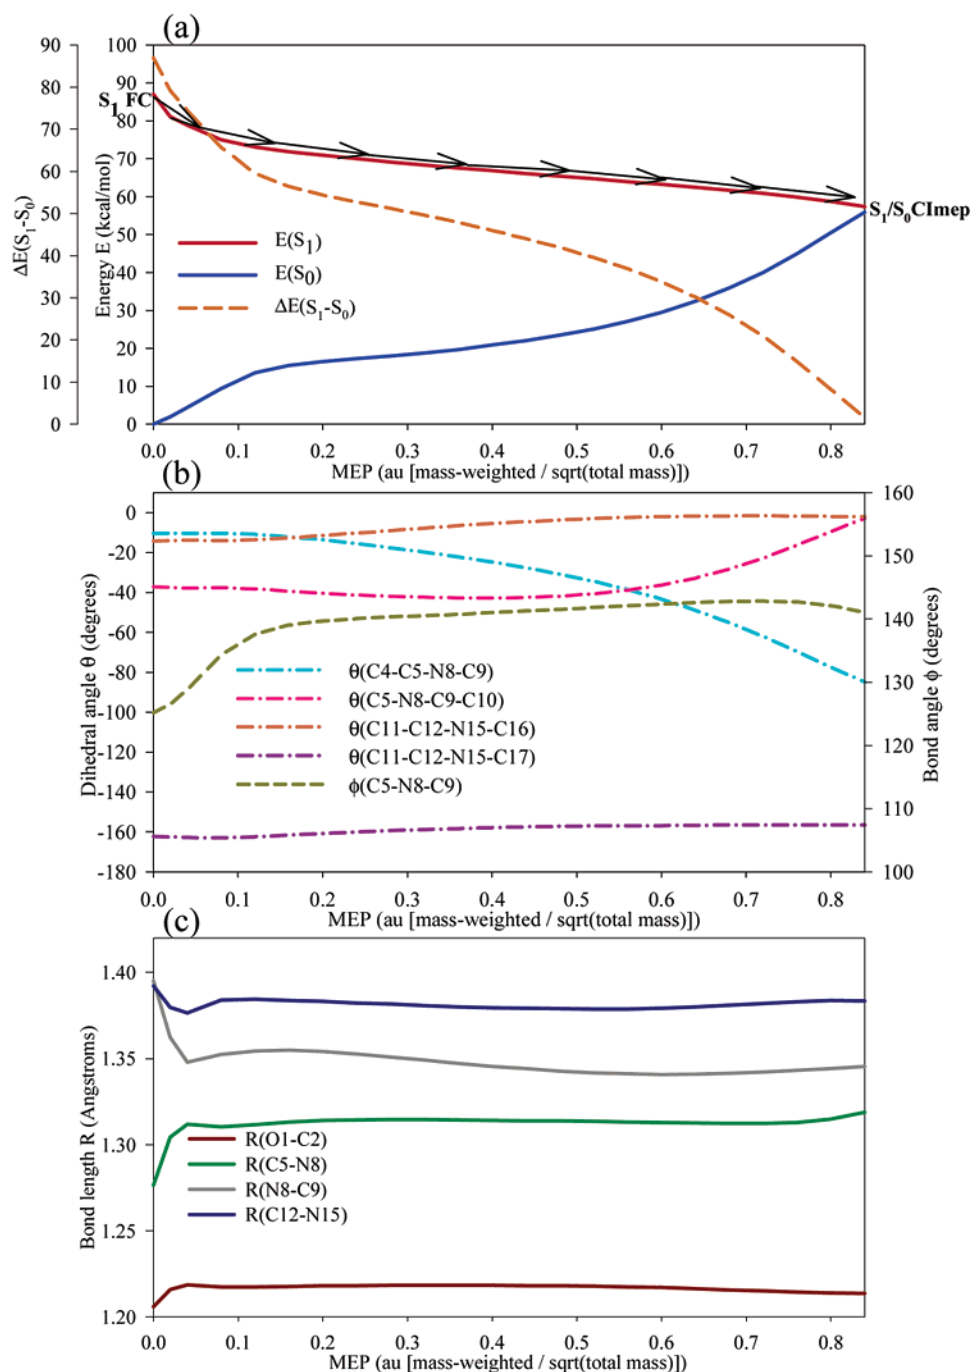 (a)
90
80
70
60
50
40
30
20
10
0
ΔE(S1-S0)
100
90
80
70
60
50
40
30
20
10
0
Energy E (kcal/mol)
S1 FC
S1/S0CImep
E(S1)
E(S0)
ΔE(S1-S0)
0.0 0.1 0.2 0.3 0.4 0.5 0.6 0.7 0.8
MEP (au [mass-weighted / sqrt(total mass)])
(b)
0
-20
-40
-60
-80
-100
-120
-140
-160
-180
Dihedral angle θ (degrees)
θ(C4-C5-N8-C9)
θ(C5-N8-C9-C10)
θ(C11-C12-N15-C16)
θ(C11-C12-N15-C17)
ϕ(C5-N8-C9)
160
150
140
130
120
110
100
Bond angle ϕ (degrees)
0.0 0.1 0.2 0.3 0.4 0.5 0.6 0.7 0.8
MEP (au [mass-weighted / sqrt(total mass)])
(c)
1.40
1.35
1.30
1.25
1.20
Bond length R (Angstroms)
R(O1-C2)
R(C5-N8)
R(N8-C9)
R(C12-N15)
0.0 0.1 0.2 0.3 0.4 0.5 0.6 0.7 0.8
MEP (au [mass-weighted / sqrt(total mass)])